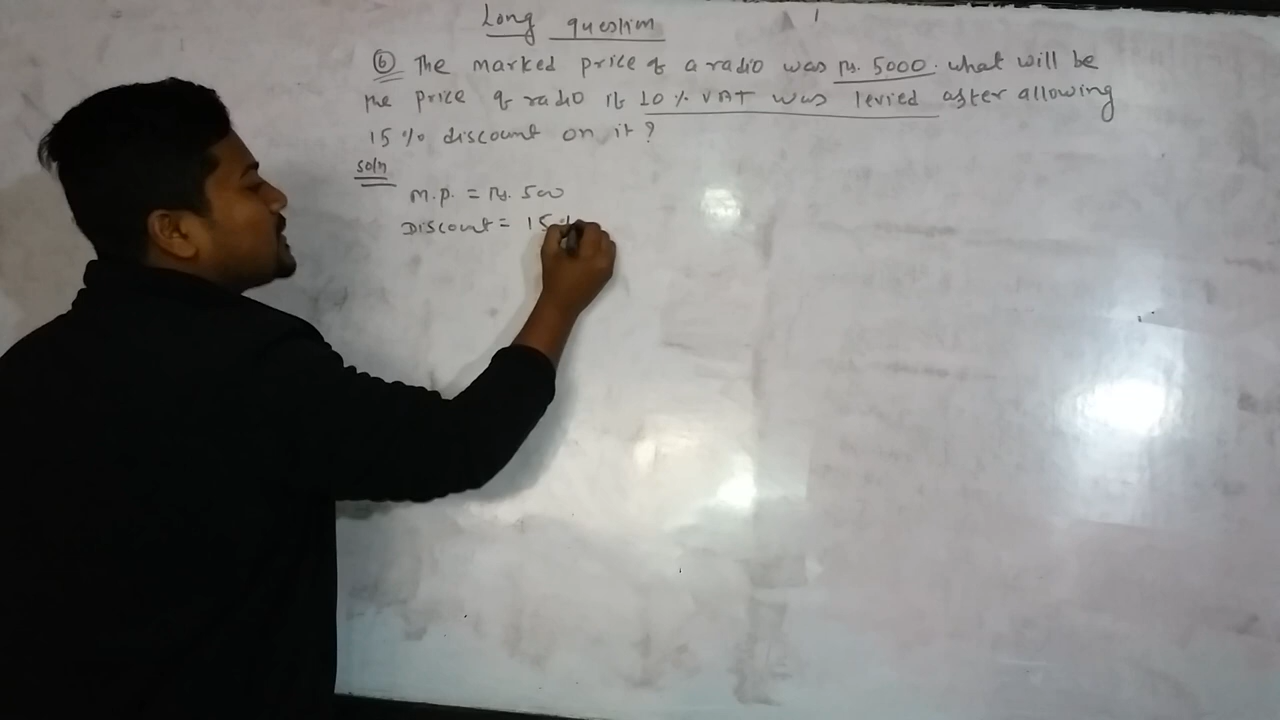 Long question
⑥ The marked price of a radio was Rs. 5000. what will be
the price of radio if 10% VAT was levied after allowing
15% discount on it?
Soln
M.P. = Rs. 500
Discount = 15%